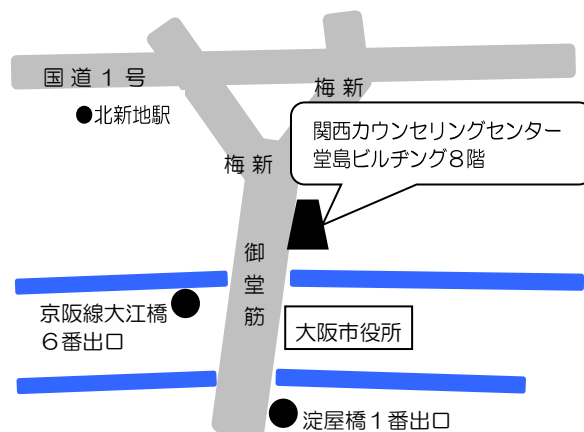 国道１号
梅新
●北新地駅
関西カウンセリングセンター
堂島ビルヂング８階
梅新
御堂筋
京阪線大江橋
６番出口
大阪市役所
淀屋橋１番出口